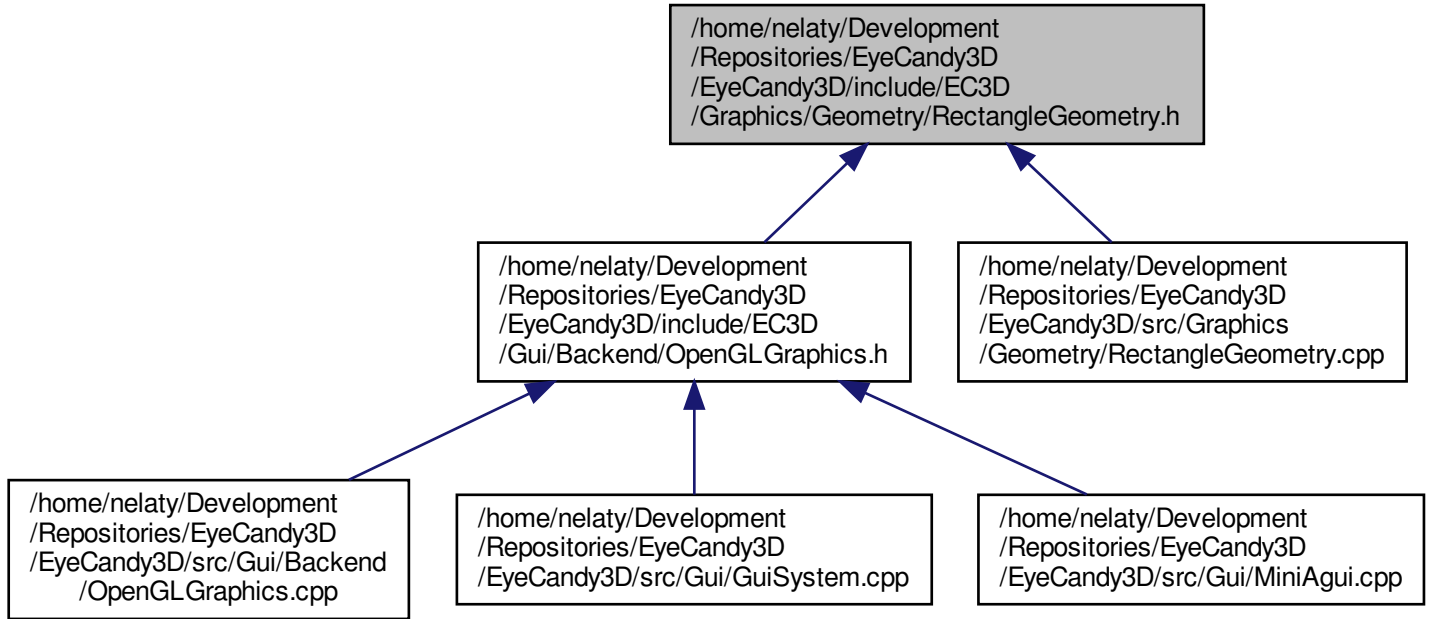 /home/nelaty/Development
/Repositories/EyeCandy3D
/EyeCandy3D/include/EC3D
/Graphics/Geometry/RectangleGeometry.h
/home/nelaty/Development
/Repositories/EyeCandy3D
/EyeCandy3D/include/EC3D
/Gui/Backend/OpenGLGraphics.h
/home/nelaty/Development
/Repositories/EyeCandy3D
/EyeCandy3D/src/Graphics
/Geometry/RectangleGeometry.cpp
/home/nelaty/Development
/Repositories/EyeCandy3D
/EyeCandy3D/src/Gui/Backend
/OpenGLGraphics.cpp
/home/nelaty/Development
/Repositories/EyeCandy3D
/EyeCandy3D/src/Gui/GuiSystem.cpp
/home/nelaty/Development
/Repositories/EyeCandy3D
/EyeCandy3D/src/Gui/MiniAgui.cpp